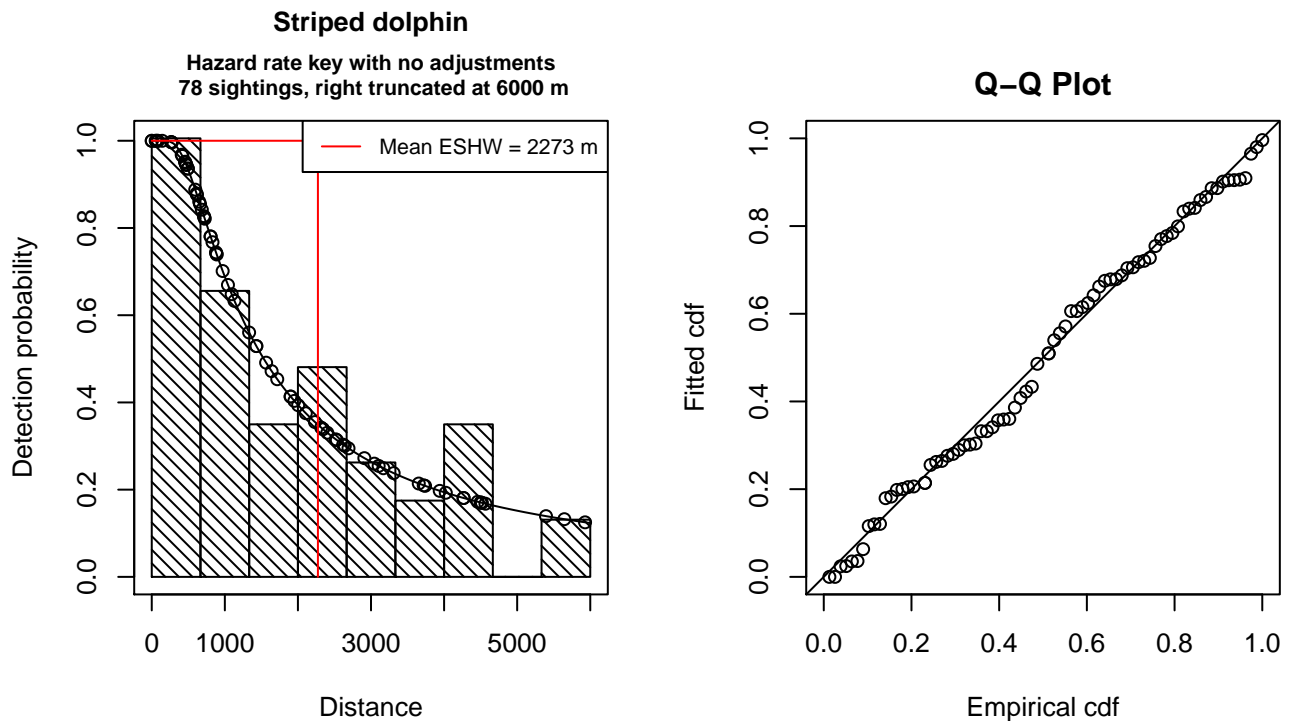 Striped dolphin
Hazard rate key with no adjustments
78 sightings, right truncated at 6000 m
Mean ESHW = 2273 m
Detection probability
0.0 0.2 0.4 0.6 0.8 1.0
0 1000 3000 5000
Distance
Q−Q Plot
Fitted cdf
0.0 0.2 0.4 0.6 0.8 1.0
0.0 0.2 0.4 0.6 0.8 1.0
Empirical cdf